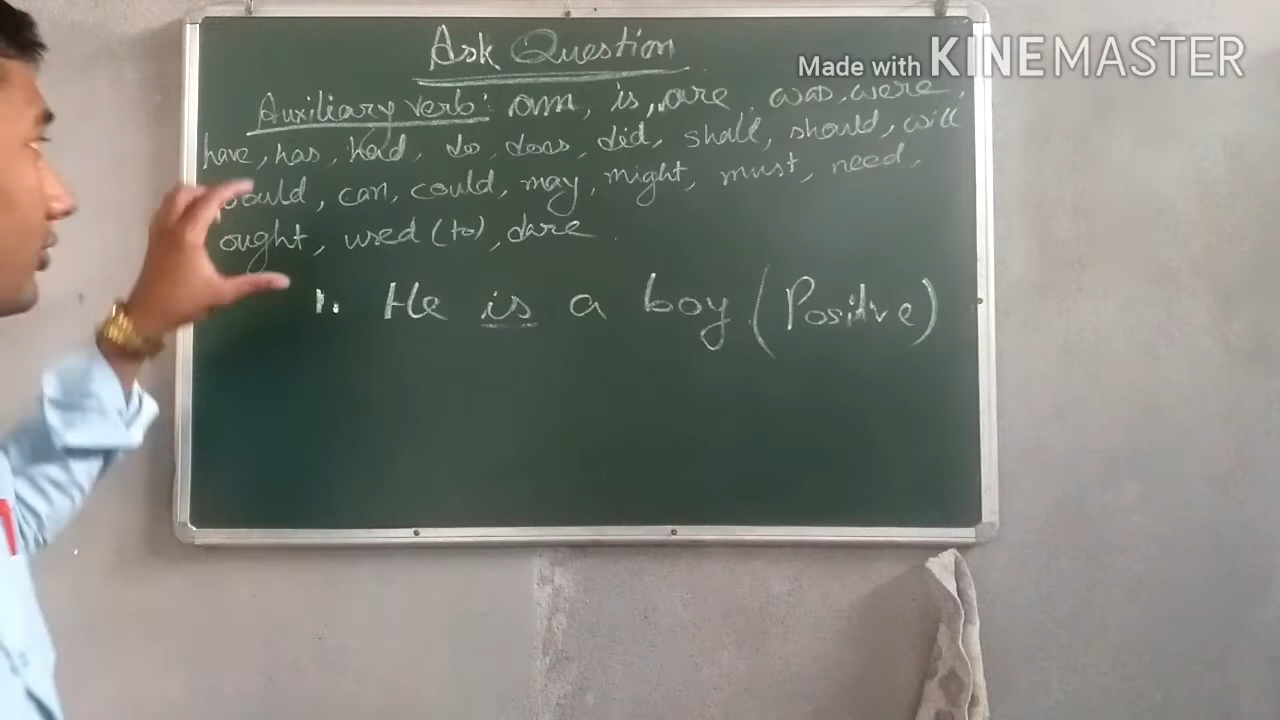 Ask Question
Made with KINEMASTER
Auxiliary verb: am, is, are, was, were,
have, has, had, do, does, did, shall, should, will
would, can, could, may, might, must, need,
ought, used (to), dare.
1. He is a boy (Positive)